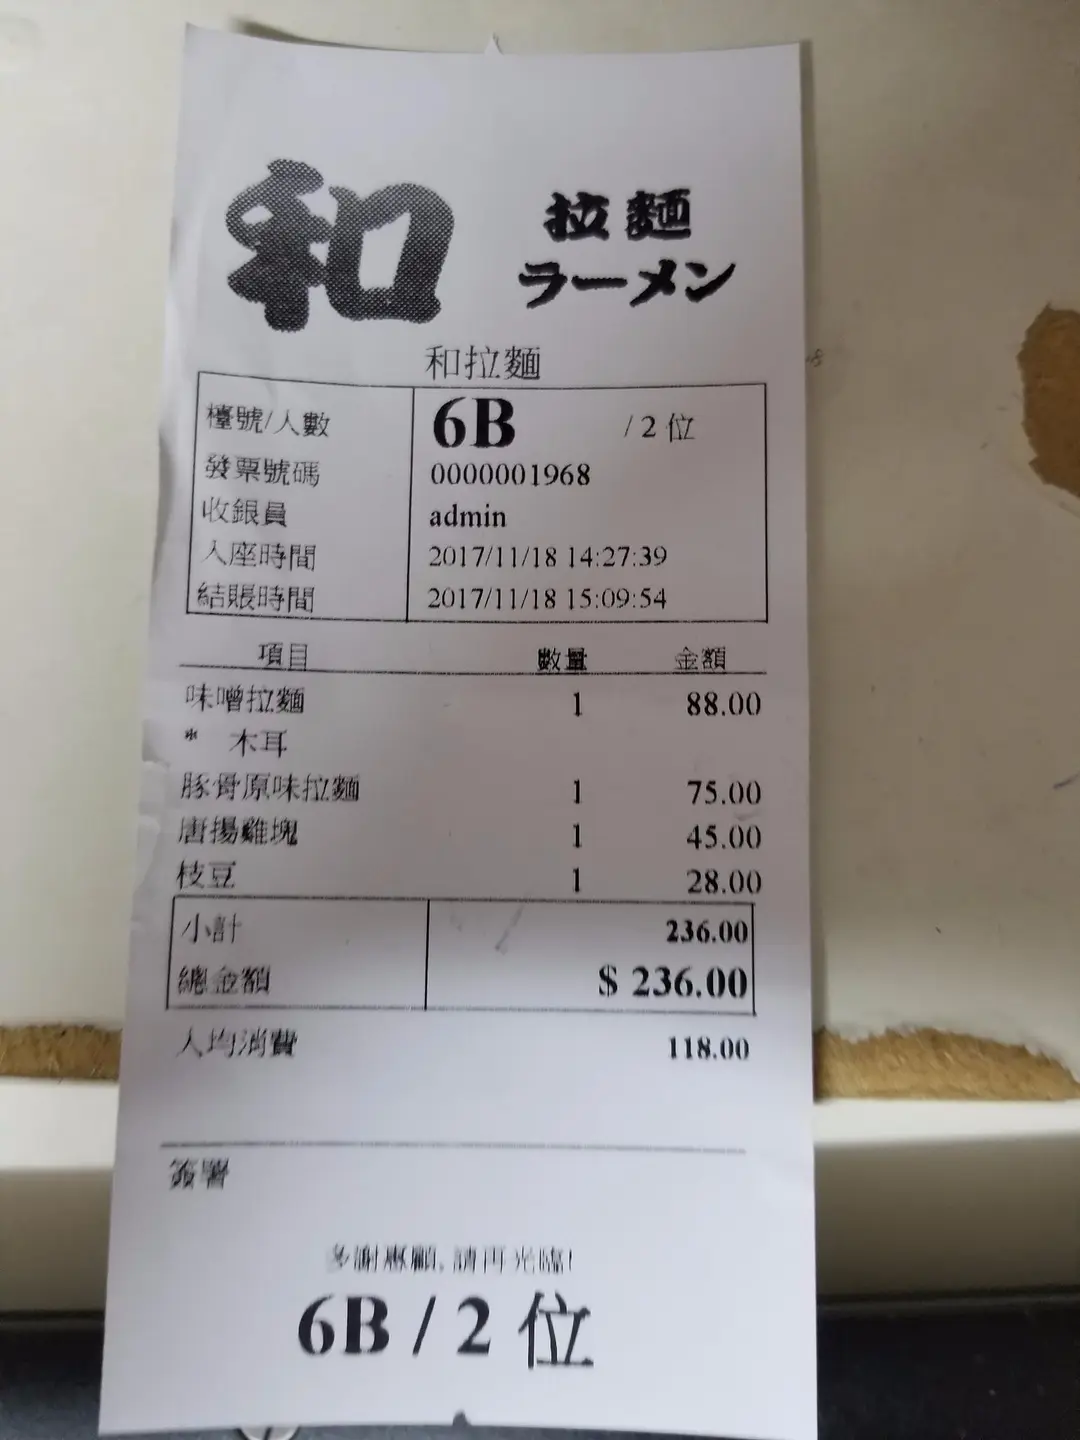 和 拉麵
ラーメン
和拉麵
檯號/人數 6B / 2 位
發票號碼 0000001968
收銀員 admin
入座時間 2017/11/18 14:27:39
結賬時間 2017/11/18 15:09:54
項目 數量 金額
味噌拉麵 1 88.00
* 木耳
豚骨原味拉麵 1 75.00
唐揚雞塊 1 45.00
枝豆 1 28.00
小計 236.00
總金額 $ 236.00
人均消費 118.00
簽署
多謝惠顧, 請再光臨!
6B / 2 位